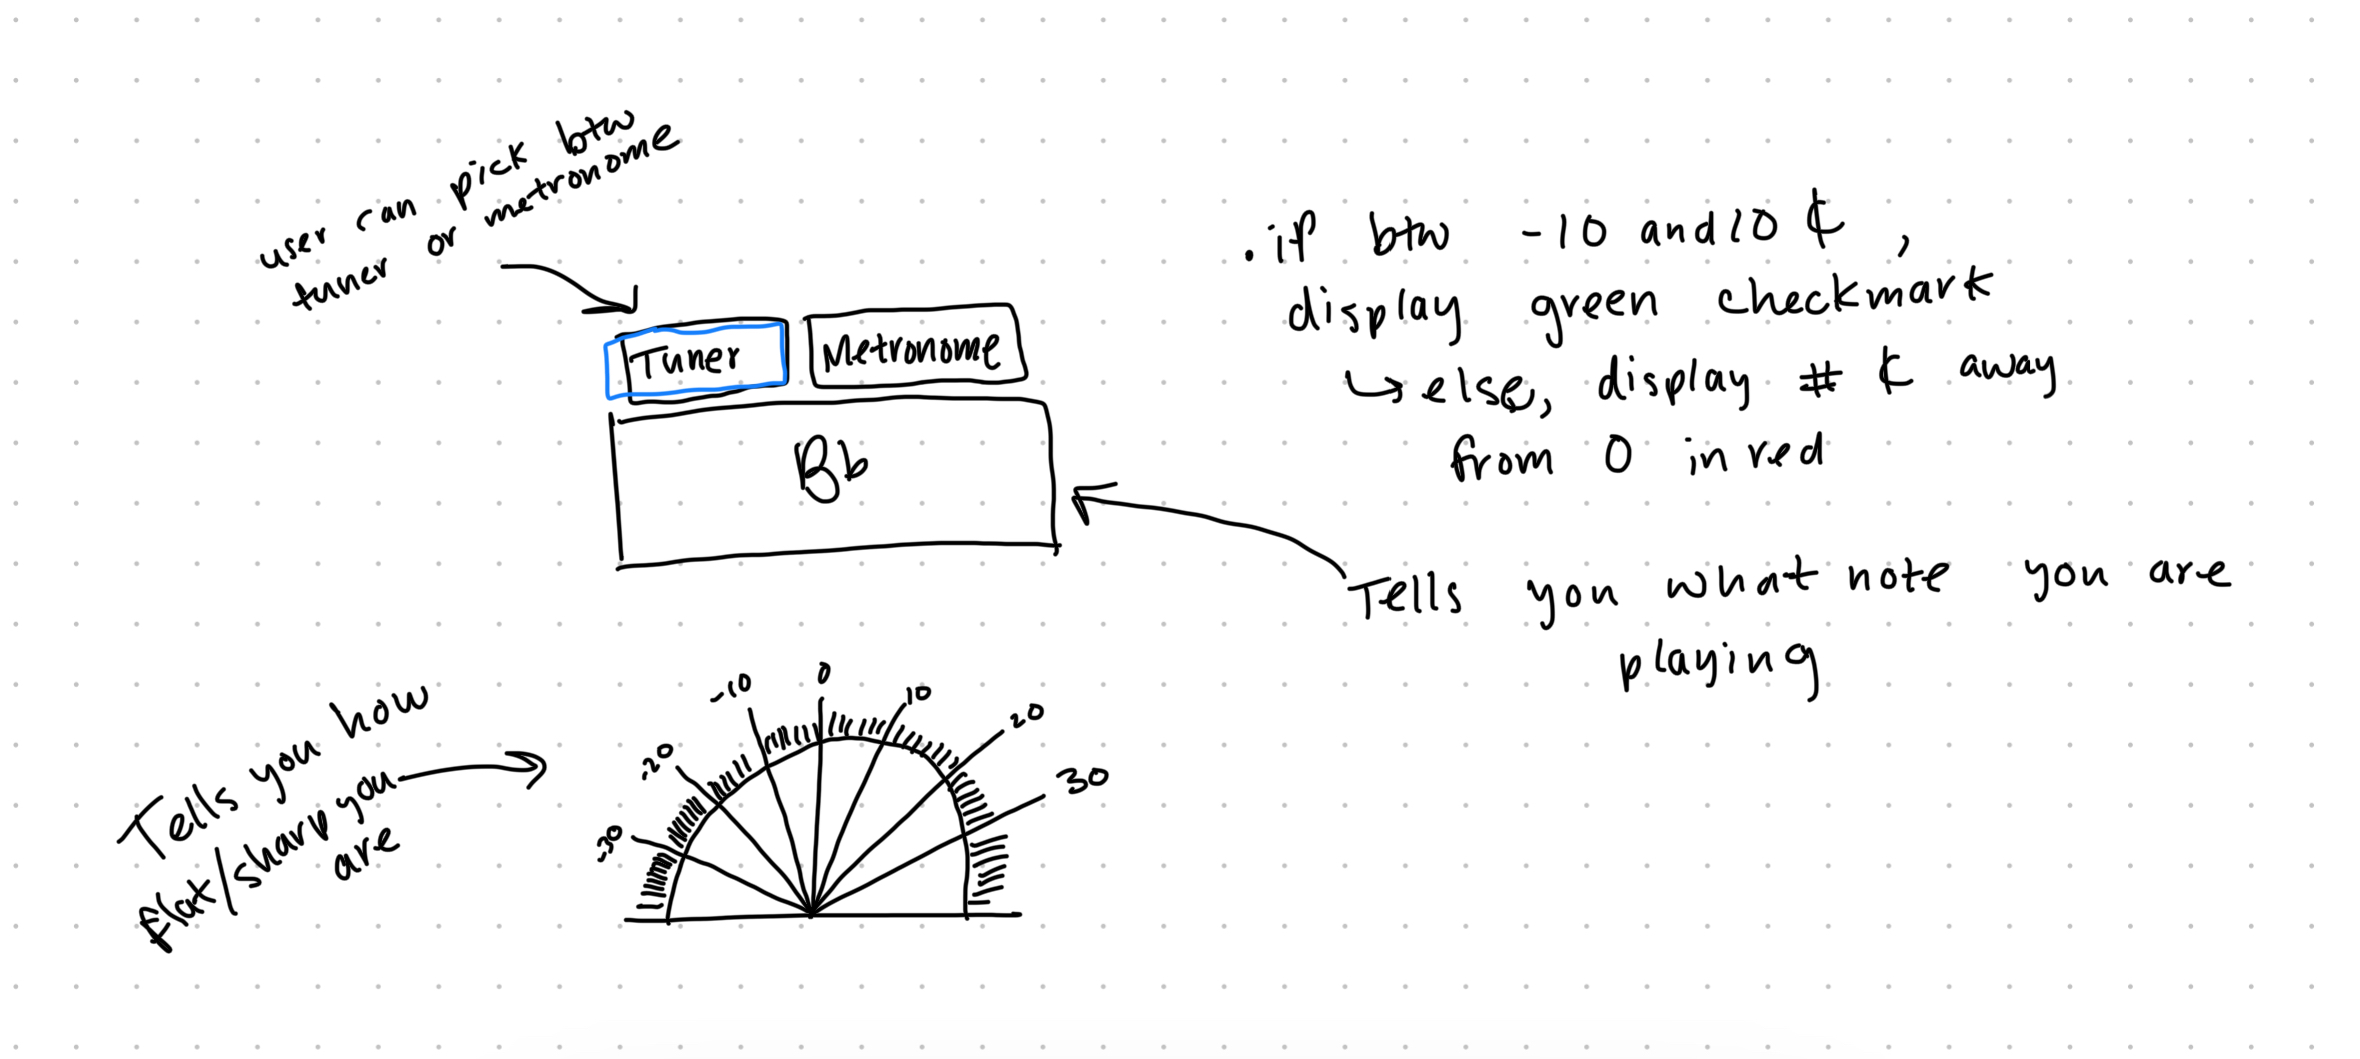 user can pick btw
tuner or metronome
Tuner
Metronome
Bb
. if btw -10 and 10 ¢ ,
display green checkmark
↳ else, display # ¢ away
from 0 in red
Tells you what note you are
playing
Tells you how
flat/sharp you
are
-30
-20
-10
0
10
20
30